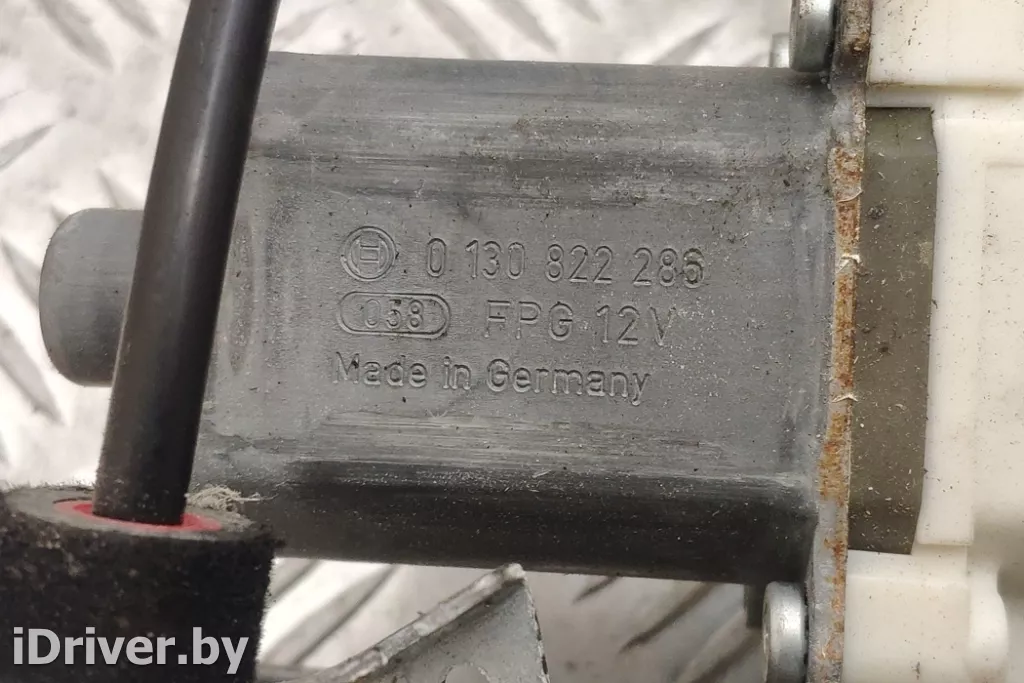 0 130 822 286
058 FPG 12V
Made in Germany
iDriver.by